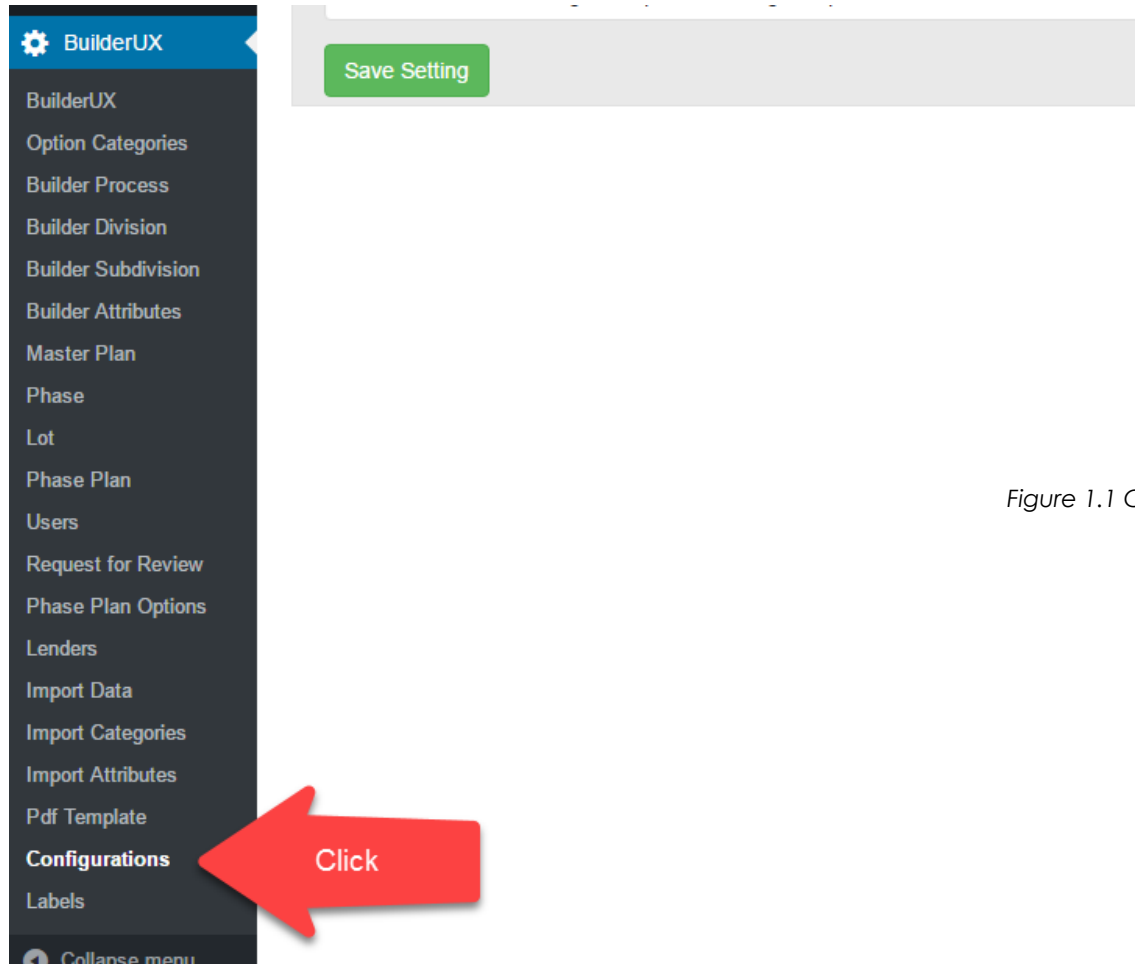 BuilderUX
Save Setting
BuilderUX
Option Categories
Builder Process
Builder Division
Builder Subdivision
Builder Attributes
Master Plan
Phase
Lot
Phase Plan
Users
Figure 1.1
Request for Review
Phase Plan Options
Lenders
Import Data
Import Categories
Import Attributes
Pdf Template
Configurations
Click
Labels
Collapse menu